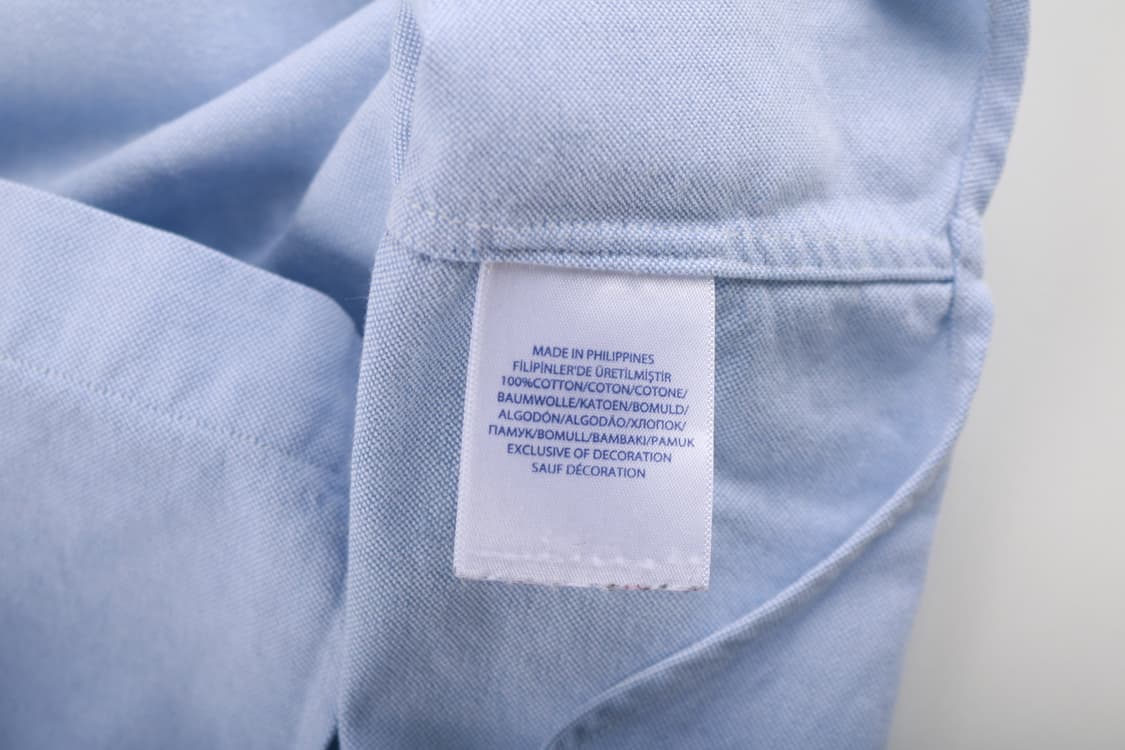 MADE IN PHILIPPINES
FİLİPİNLER'DE ÜRETİLMİŞTİR
100%COTTON/COTON/COTONE/
BAUMWOLLE/KATOEN/BOMULD/
ALGODÓN/ALGODÃO/ХЛОПОК/
ПАМУК/BOMULL/BAMBAKI/PAMUK
EXCLUSIVE OF DECORATION
SAUF DÉCORATION